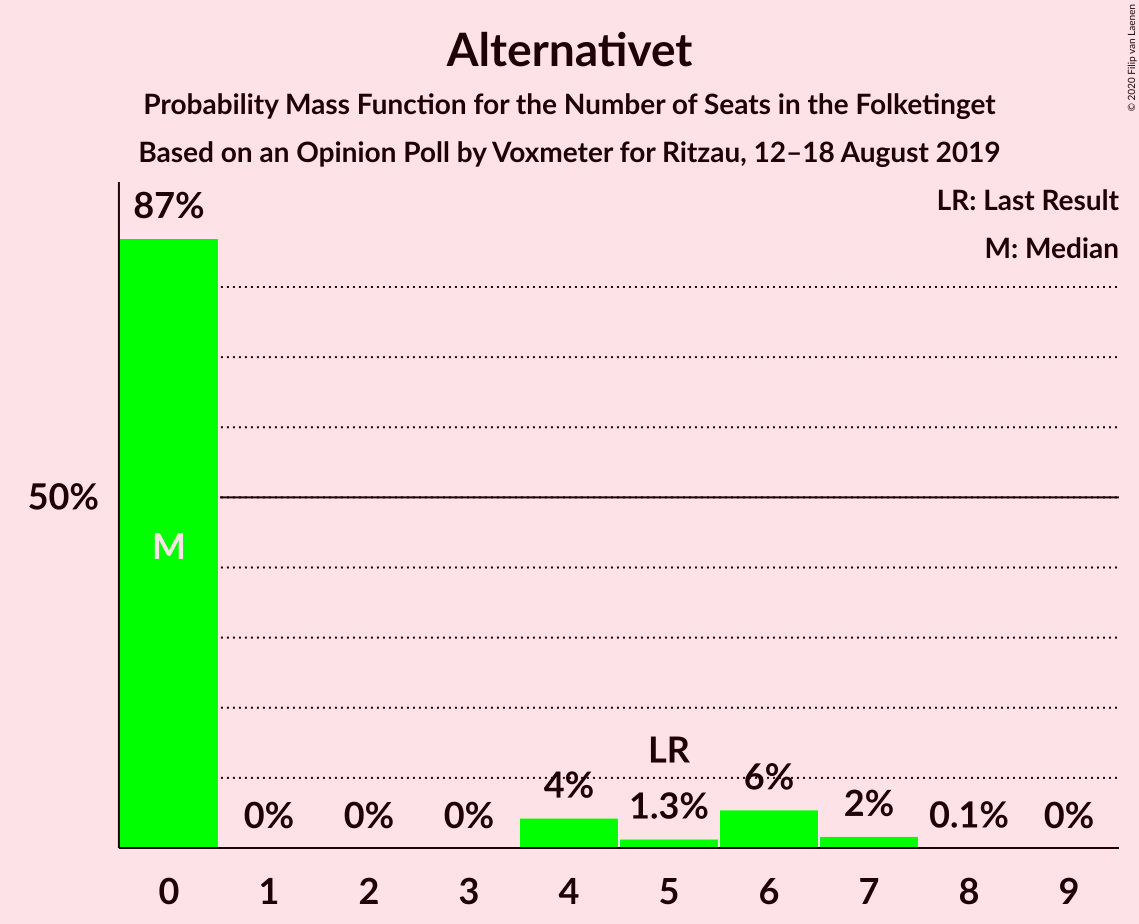 Alternativet
Probability Mass Function for the Number of Seats in the Folketinget
Based on an Opinion Poll by Voxmeter for Ritzau, 12–18 August 2019
© 2020 Filip van Laenen
LR: Last Result
M: Median
87%
50%
M
LR
0%
0%
0%
4%
1.3%
6%
2%
0.1%
0%
0 1 2 3 4 5 6 7 8 9